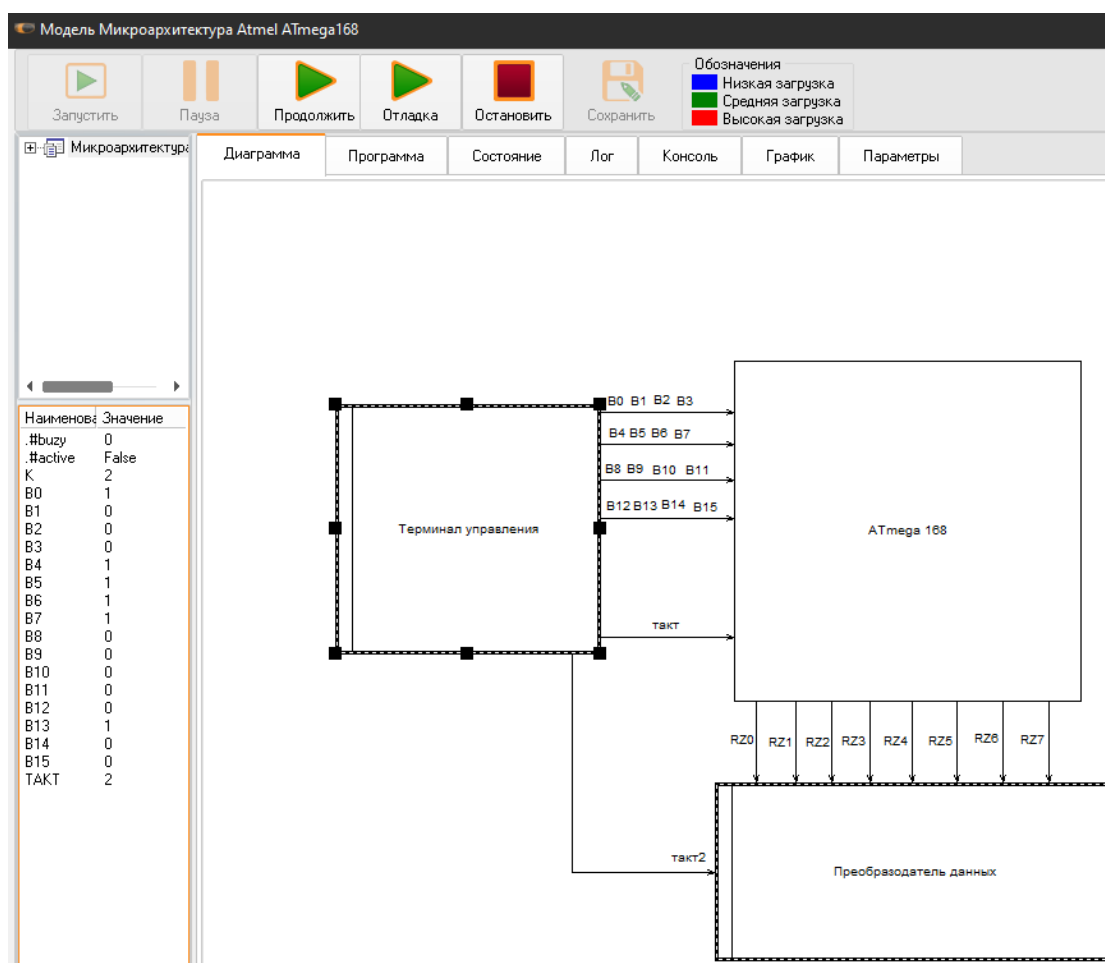 Модель Микроархитектура Atmel ATmega168
Запустить
Пауза
Продолжить
Отладка
Остановить
Сохранить
Обозначения
Низкая загрузка
Средняя загрузка
Высокая загрузка
Микроархитектура
Диаграмма
Программа
Состояние
Лог
Консоль
График
Параметры
Наименова Значение
.#buzy 0
.#active False
K 2
B0 1
B1 0
B2 0
B3 0
B4 1
B5 1
B6 1
B7 1
B8 0
B9 0
B10 0
B11 0
B12 0
B13 1
B14 0
B15 0
TAKT 2
B0 B1 B2 B3
B4 B5 B6 B7
B8 B9 B10 B11
B12 B13 B14 B15
Терминал управления
ATmega 168
такт
RZ0 RZ1 RZ2 RZ3 RZ4 RZ5 RZ6 RZ7
такт2
Преобразодатель данных